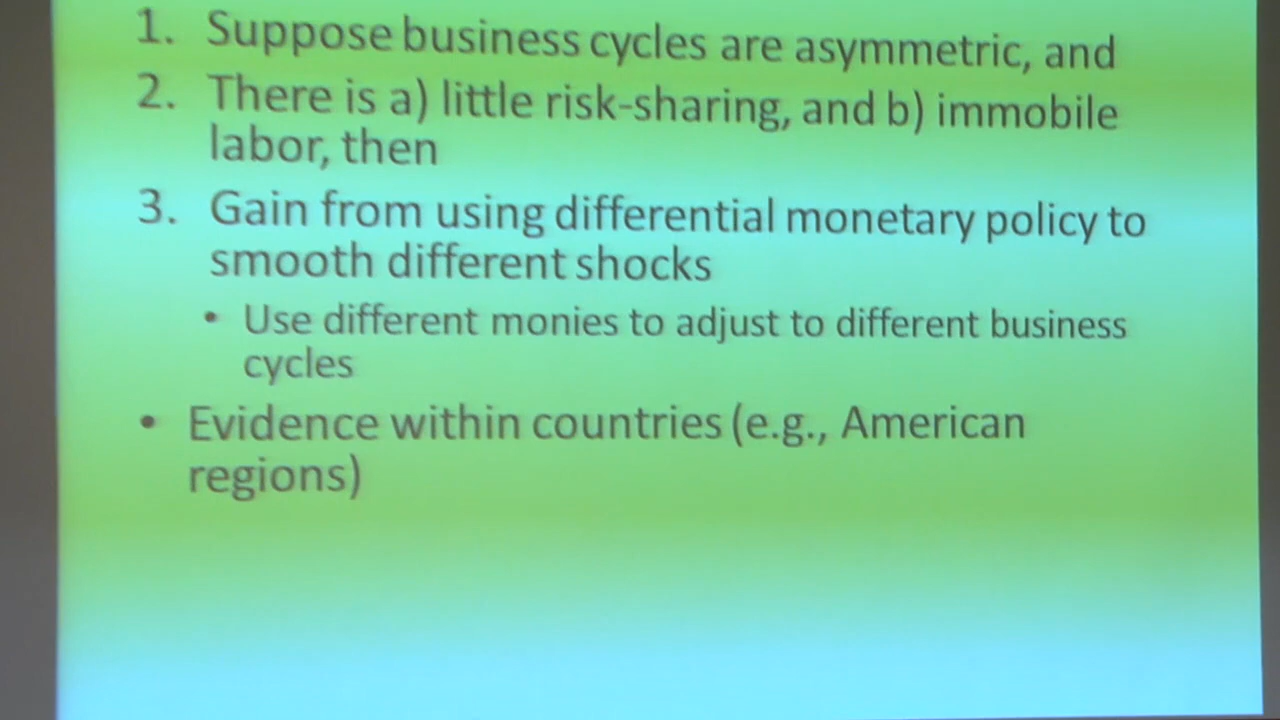 1. Suppose business cycles are asymmetric, and
2. There is a) little risk-sharing, and b) immobile
labor, then
3. Gain from using differential monetary policy to
smooth different shocks
• Use different monies to adjust to different business
cycles
• Evidence within countries (e.g., American
regions)